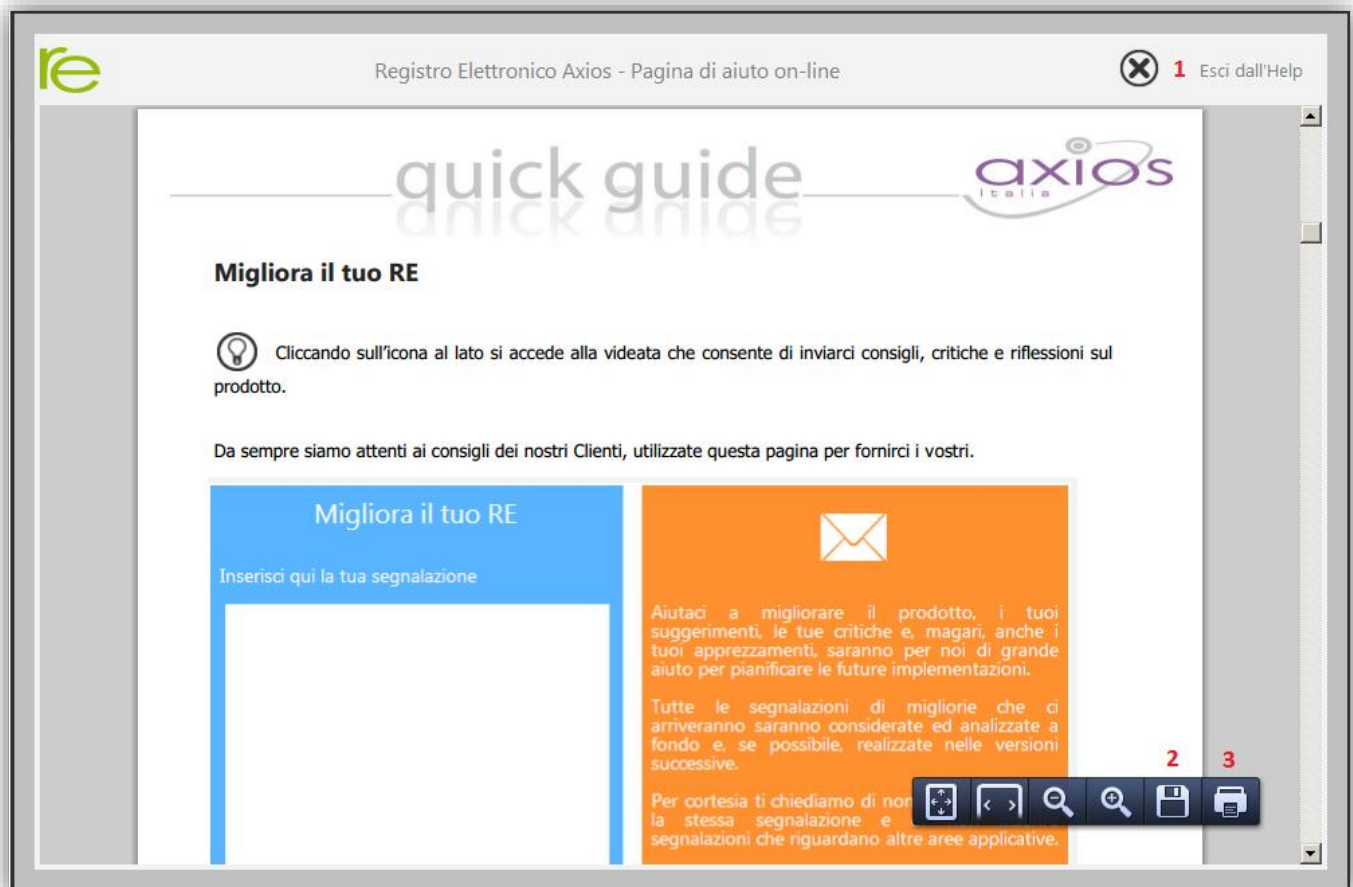 re
Registro Elettronico Axios - Pagina di aiuto on-line
1 Esci dall'Help
quick guide
axios
Italia
Migliora il tuo RE
Cliccando sull'icona al lato si accede alla videata che consente di inviarci consigli, critiche e riflessioni sul
prodotto.
Da sempre siamo attenti ai consigli dei nostri Clienti, utilizzate questa pagina per fornirci i vostri.
Migliora il tuo RE
Inserisci qui la tua segnalazione
Aiutaci a migliorare il prodotto, i tuoi
suggerimenti, le tue critiche e, magari, anche i
tuoi apprezzamenti, saranno per noi di grande
aiuto per pianificare le future implementazioni.
Tutte le segnalazioni di migliorie che ci
arriveranno saranno considerate ed analizzate a
fondo e, se possibile, realizzate nelle versioni
successive.
2 3
Per cortesia ti chiediamo di non
la stessa segnalazione e
segnalazioni che riguardano altre aree applicative.